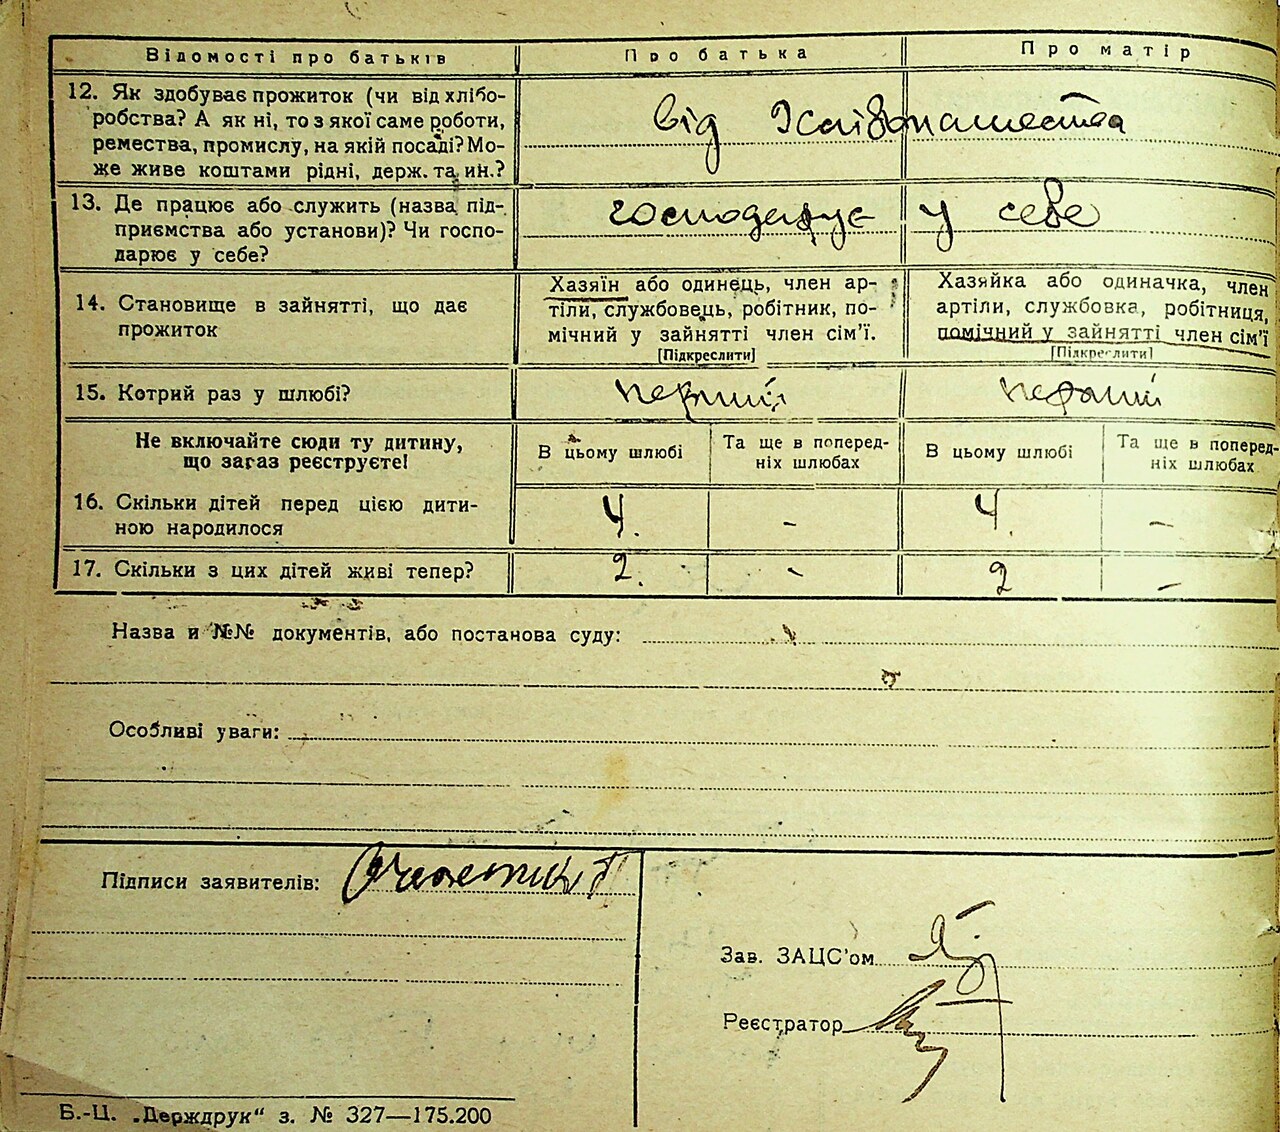 Відомості про батьків Про батька Про матір
12. Як здобуває прожиток (чи від хлібо-
робства? А як ні, то з якої саме роботи,
ремества, промислу, на якій посаді? Мо-
же живе коштами рідні, держ. та ин.?
від
13. Де працює або служить (назва під-
приємства або установи)? Чи госпо-
дарює у себе?
господарує у себе
14. Становище в зайнятті, що дає
прожиток
Хазяїн або одинець, член ар-
тіли, службовець, робітник, по-
мічний у зайнятті член сім'ї.
[Підкреслити]
Хазяйка або одиначка, член
артіли, службовка, робітниця,
помічний у зайнятті член сім'ї
[Підкреслити]
15. Котрий раз у шлюбі? перший перший
Не включайте сюди ту дитину,
що зараз реєструєте!
В цьому шлюбі
Та ще в поперед-
ніх шлюбах
В цьому шлюбі
Та ще в поперед-
ніх шлюбах
16. Скільки дітей перед цією дити-
ною народилося
4. - 4. -
17. Скільки з цих дітей живі тепер? 2. - 2 -
Назва и №№ документів, або постанова суду:
Особливі уваги:
Підписи заявителів:
Зав. ЗАЦС'ом
Реєстратор
Б.-Ц. „Держдрук“ з. № 327—175.200